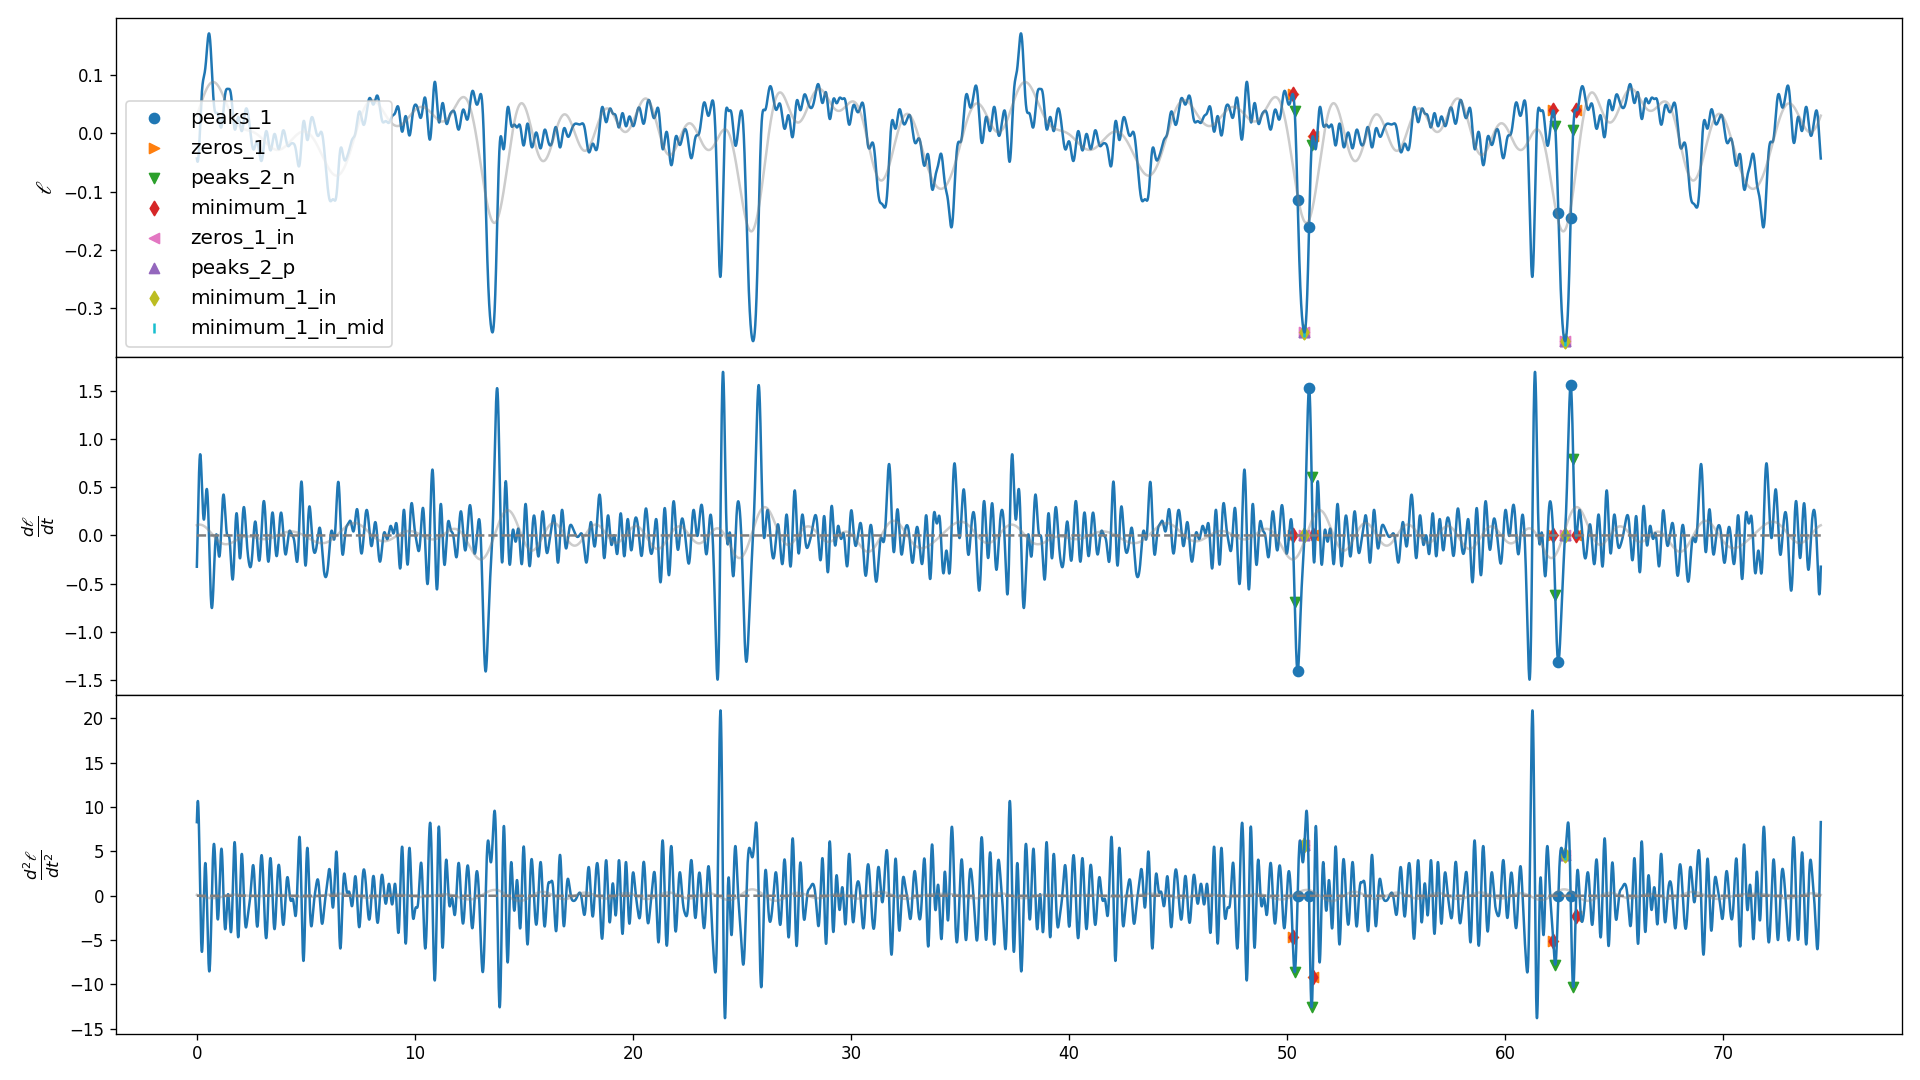 0.1
0.0
−0.1
−0.2
−0.3
ℓ
peaks_1
zeros_1
peaks_2_n
minimum_1
zeros_1_in
peaks_2_p
minimum_1_in
minimum_1_in_mid
1.5
1.0
0.5
0.0
−0.5
−1.0
−1.5
dℓ
dt
20
15
10
5
0
−5
−10
−15
d²ℓ
dt²
0 10 20 30 40 50 60 70